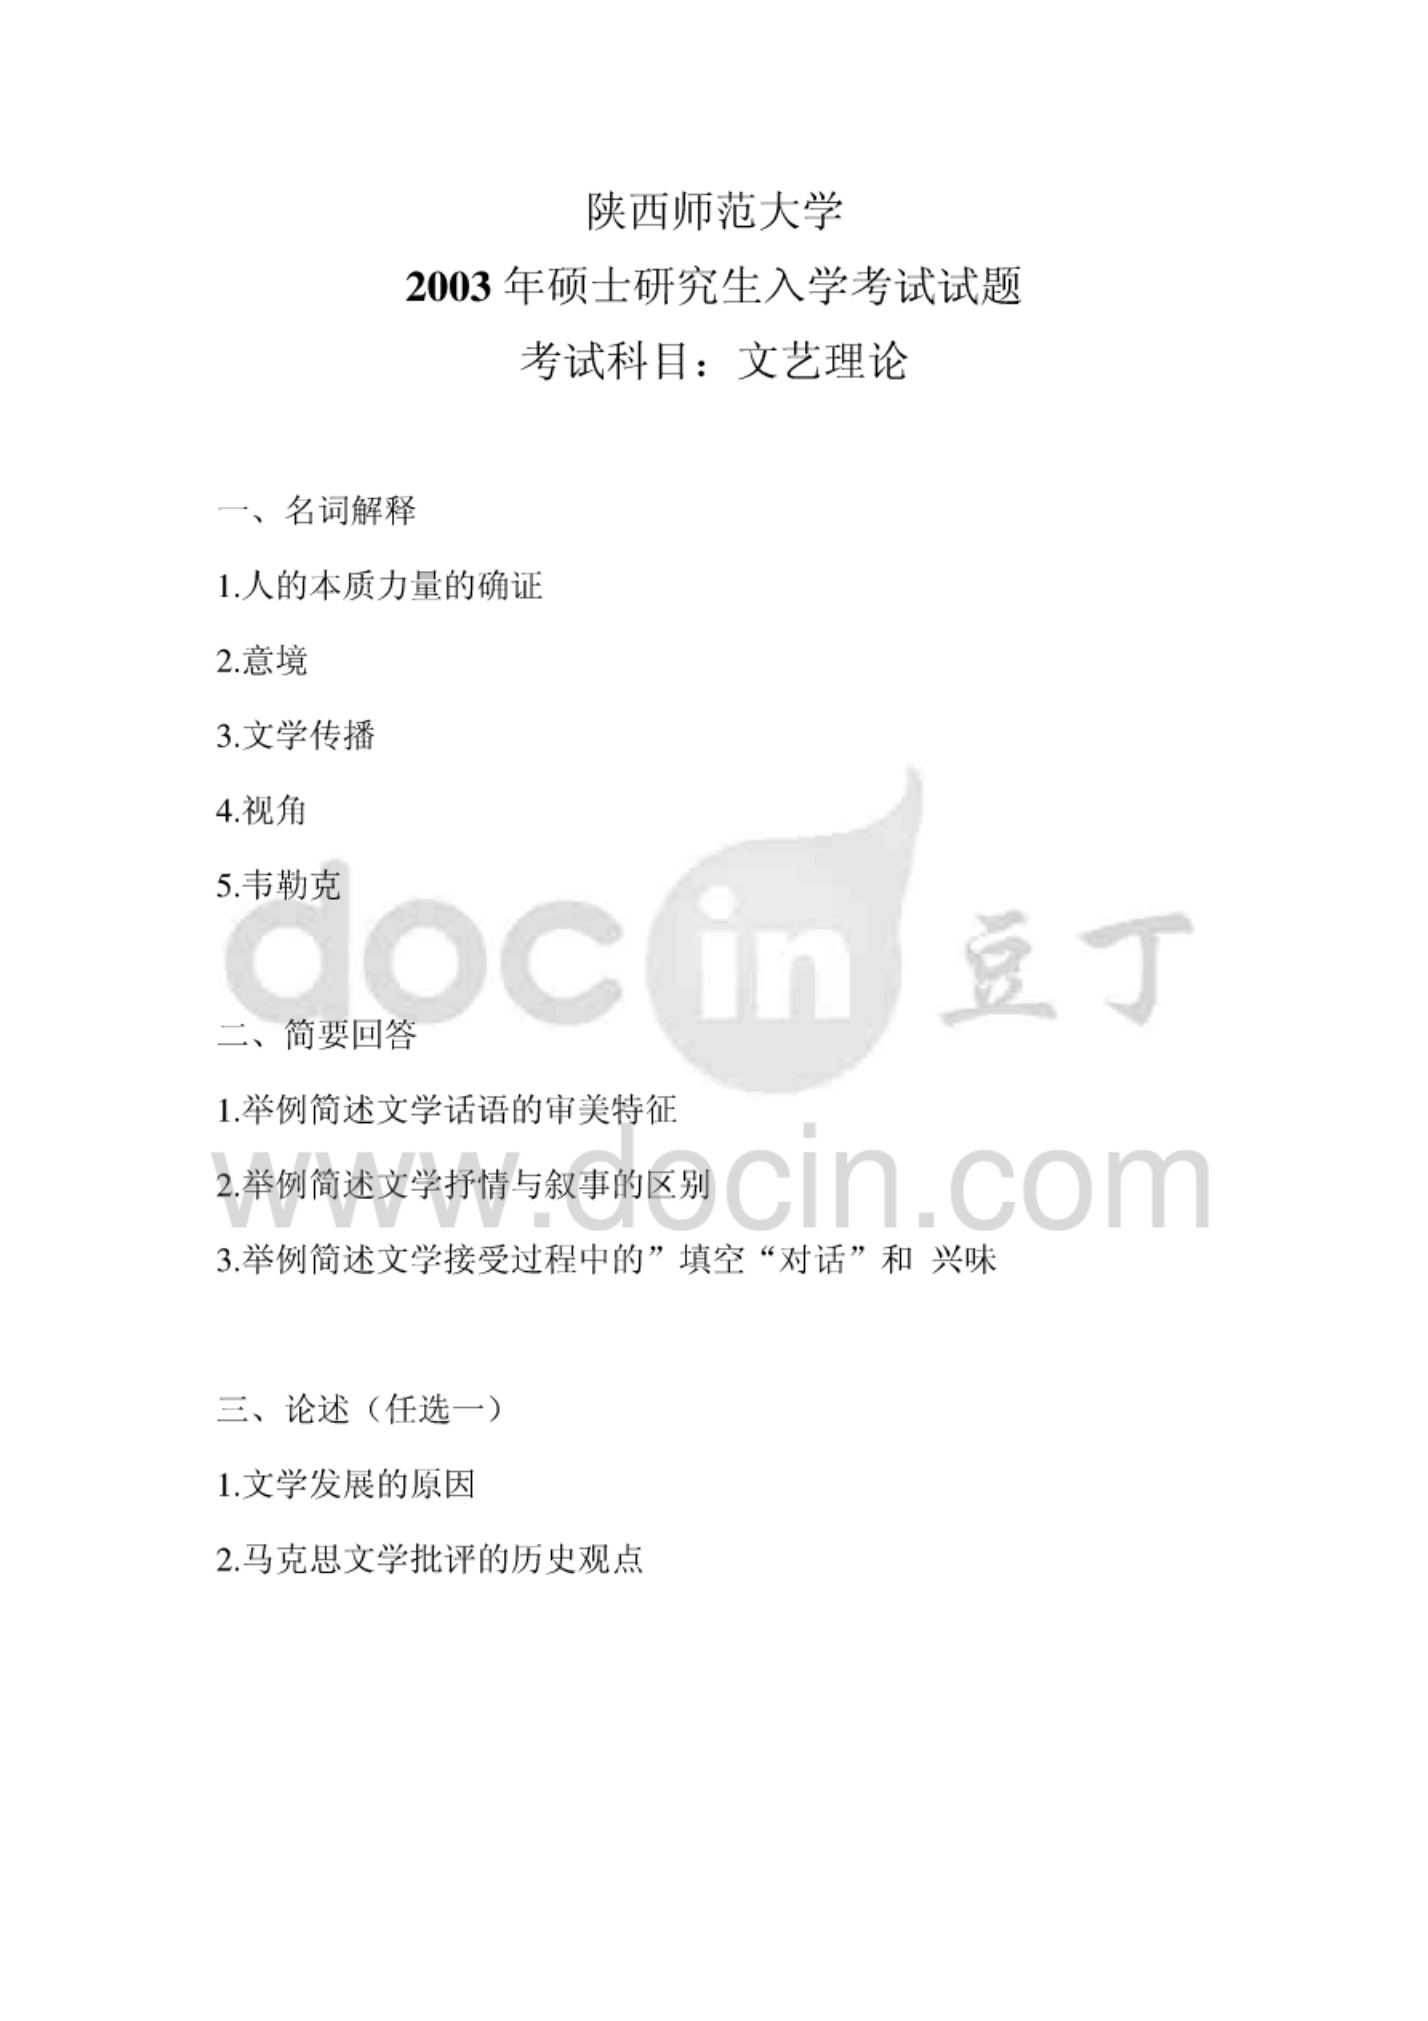 陕西师范大学
2003 年硕士研究生入学考试试题
考试科目：文艺理论
一、名词解释
1.人的本质力量的确证
2.意境
3.文学传播
4.视角
5.韦勒克
docin 豆丁
二、简要回答
1.举例简述文学话语的审美特征
www.docin.com
2.举例简述文学抒情与叙事的区别
3.举例简述文学接受过程中的”填空“对话”和 兴味
三、论述（任选一）
1.文学发展的原因
2.马克思文学批评的历史观点